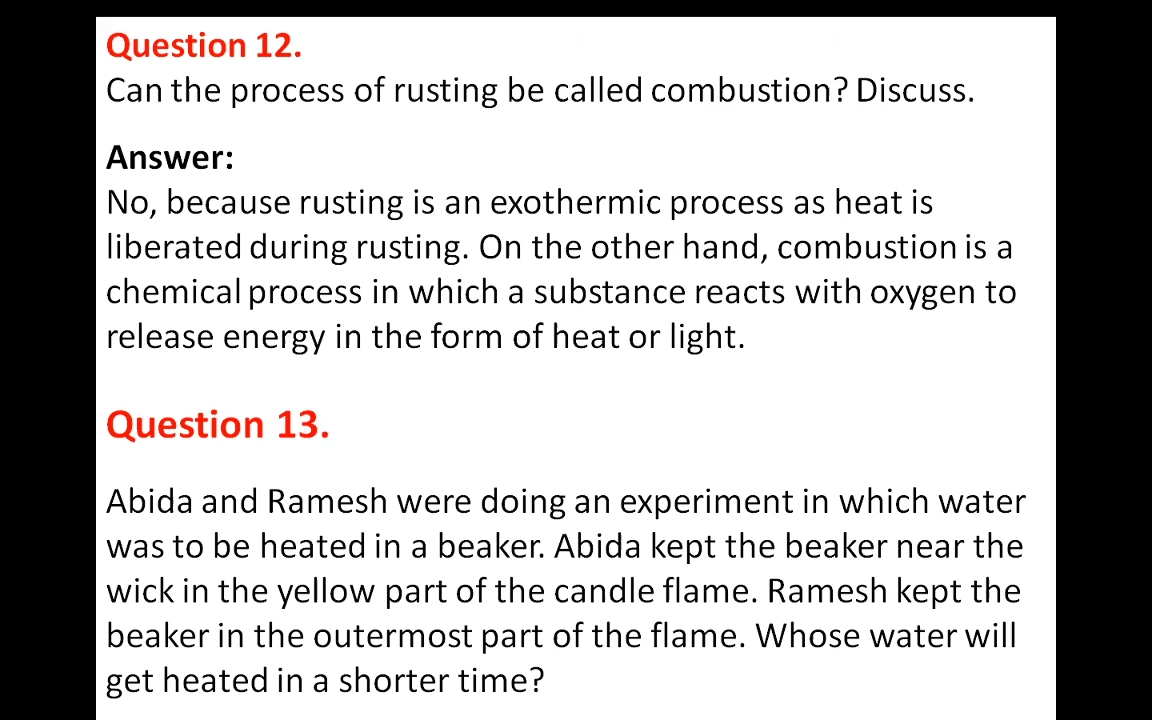 Question 12.
Can the process of rusting be called combustion? Discuss.
Answer:
No, because rusting is an exothermic process as heat is
liberated during rusting. On the other hand, combustion is a
chemical process in which a substance reacts with oxygen to
release energy in the form of heat or light.
Question 13.
Abida and Ramesh were doing an experiment in which water
was to be heated in a beaker. Abida kept the beaker near the
wick in the yellow part of the candle flame. Ramesh kept the
beaker in the outermost part of the flame. Whose water will
get heated in a shorter time?